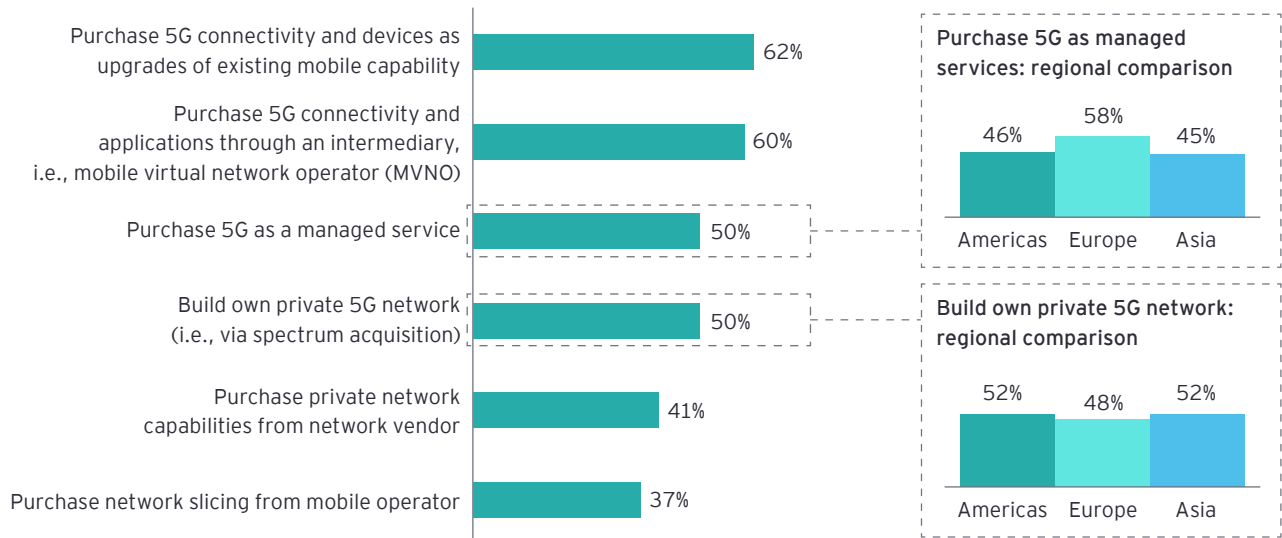 Purchase 5G connectivity and devices as
upgrades of existing mobile capability
62%
Purchase 5G connectivity and
applications through an intermediary,
i.e., mobile virtual network operator (MVNO)
60%
Purchase 5G as a managed service
50%
Build own private 5G network
(i.e., via spectrum acquisition)
50%
Purchase private network
capabilities from network vendor
41%
Purchase network slicing from mobile operator
37%
Purchase 5G as managed
services: regional comparison
46%
58%
45%
Americas
Europe
Asia
Build own private 5G network:
regional comparison
52%
48%
52%
Americas
Europe
Asia